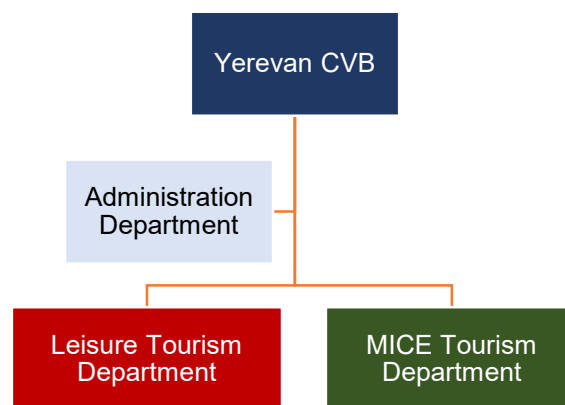 Yerevan CVB
Administration
Department
Leisure Tourism
Department
MICE Tourism
Department